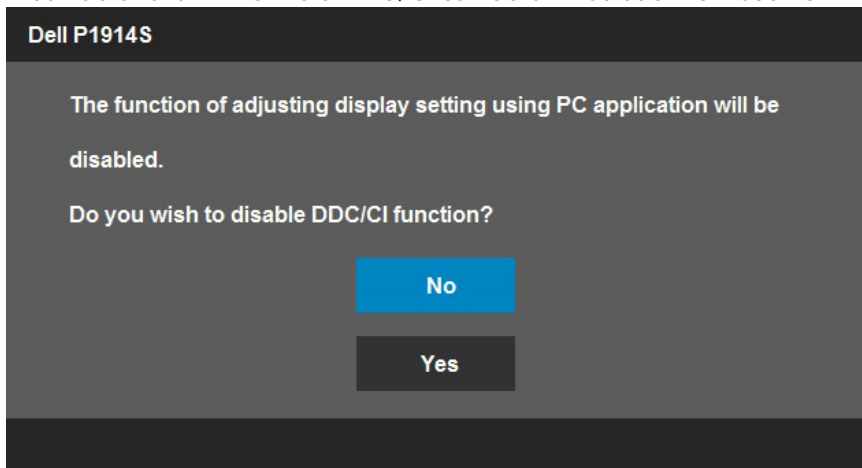 Dell P1914S
The function of adjusting display setting using PC application will be
disabled.
Do you wish to disable DDC/CI function?
No
Yes